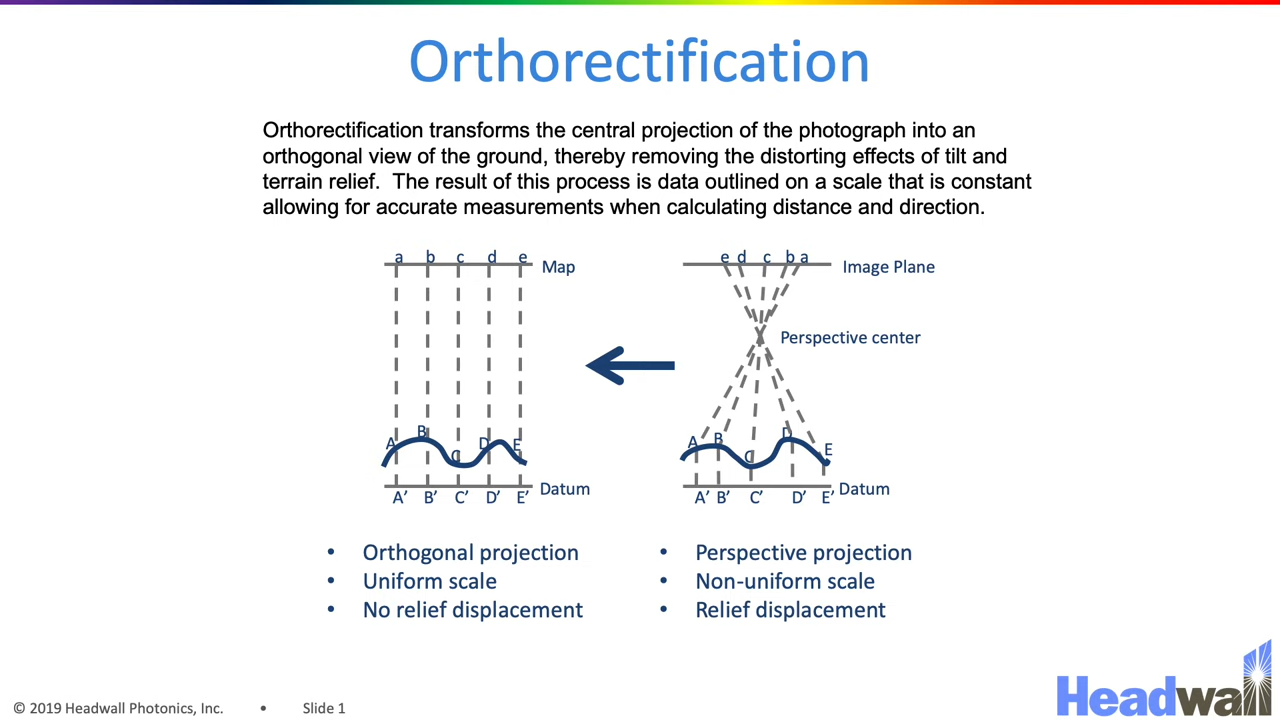 Orthorectification
Orthorectification transforms the central projection of the photograph into an
orthogonal view of the ground, thereby removing the distorting effects of tilt and
terrain relief.  The result of this process is data outlined on a scale that is constant
allowing for accurate measurements when calculating distance and direction.
a b c d e
Map
A B C D E
A’ B’ C’ D’ E’
Datum
e d c b a
Image Plane
Perspective center
A B C D E
A’ B’ C’ D’ E’
Datum
• Orthogonal projection
• Uniform scale
• No relief displacement
• Perspective projection
• Non-uniform scale
• Relief displacement
© 2019 Headwall Photonics, Inc. • Slide 1
Headwall